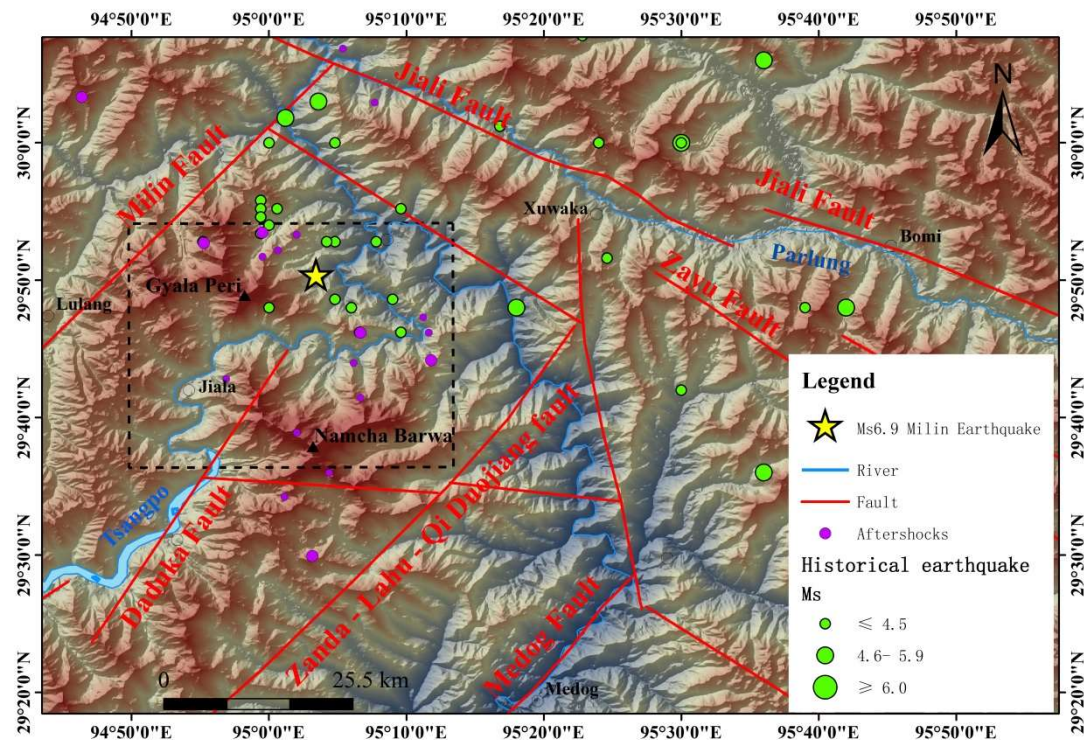 94°50'0"E 95°0'0"E 95°10'0"E 95°20'0"E 95°30'0"E 95°40'0"E 95°50'0"E
N
Jiali Fault
30°0'0"N
30°0'0"N
Milin Fault
Xuwaka
Jiali Fault
Bomi
Parlung
Zayu Fault
29°50'0"N
29°50'0"N
Gyala Peri
Lulang
Jiala
29°40'0"N
29°40'0"N
Namcha Barwa
Tsangpo
Daduka Fault
Zanda - Lahu - Qi Duojiang fault
Medog Fault
29°30'0"N
29°30'0"N
Medog
29°20'0"N
29°20'0"N
0 25.5 km
Legend
Ms6.9 Milin Earthquake
River
Fault
Aftershocks
Historical earthquake
Ms
≤ 4.5
4.6- 5.9
≥ 6.0
94°50'0"E 95°0'0"E 95°10'0"E 95°20'0"E 95°30'0"E 95°40'0"E 95°50'0"E